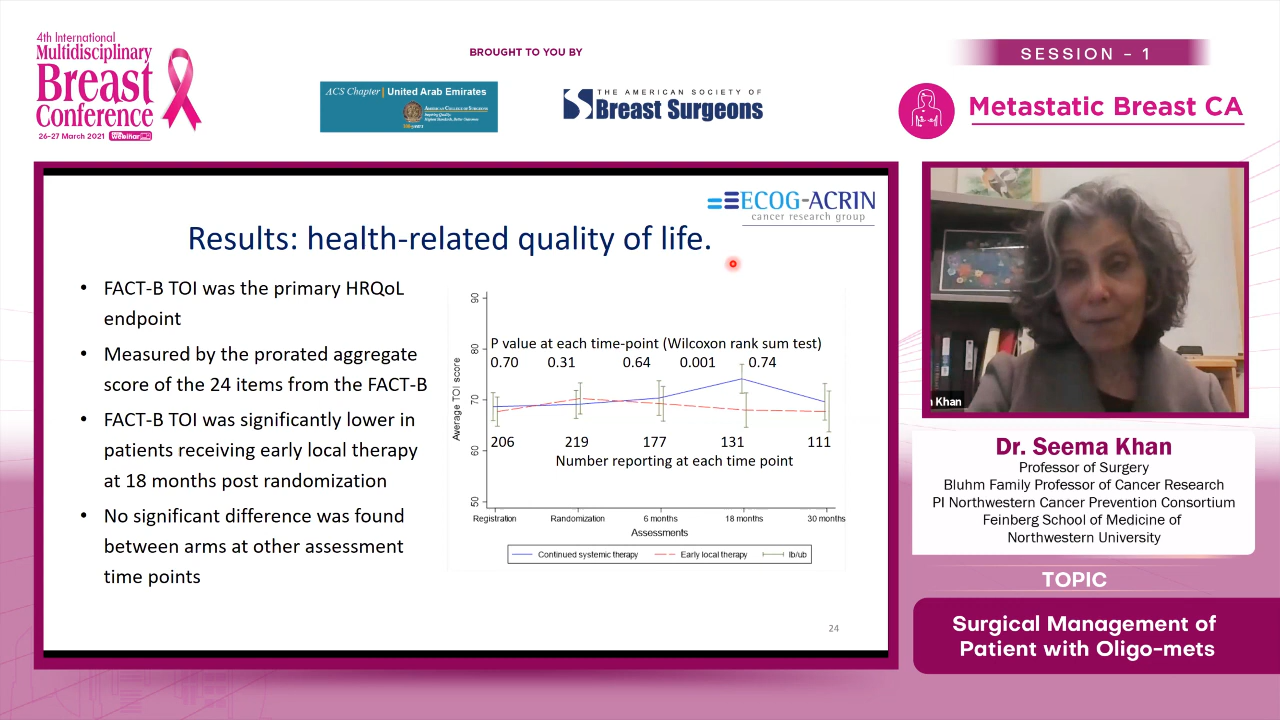 4th International
Multidisciplinary
Breast
Conference
26-27 March 2021 Webinar
BROUGHT TO YOU BY
ACS Chapter | United Arab Emirates
AMERICAN COLLEGE OF SURGEONS
Inspiring Quality:
Highest Standards, Better Outcomes
THE AMERICAN SOCIETY OF
Breast Surgeons
SESSION - 1
Metastatic Breast CA
ECOG-ACRIN
cancer research group
Results: health-related quality of life.
• FACT-B TOI was the primary HRQoL
endpoint
• Measured by the prorated aggregate
score of the 24 items from the FACT-B
• FACT-B TOI was significantly lower in
patients receiving early local therapy
at 18 months post randomization
• No significant difference was found
between arms at other assessment
time points
Average TOI score
90
80
70
60
50
P value at each time-point (Wilcoxon rank sum test)
0.70 0.31 0.64 0.001 0.74
206 219 177 131 111
Number reporting at each time point
Registration Randomization 6 months 18 months 30 months
Assessments
Continued systemic therapy Early local therapy lb/ub
24
Khan
Dr. Seema Khan
Professor of Surgery
Bluhm Family Professor of Cancer Research
PI Northwestern Cancer Prevention Consortium
Feinberg School of Medicine of
Northwestern University
TOPIC
Surgical Management of
Patient with Oligo-mets